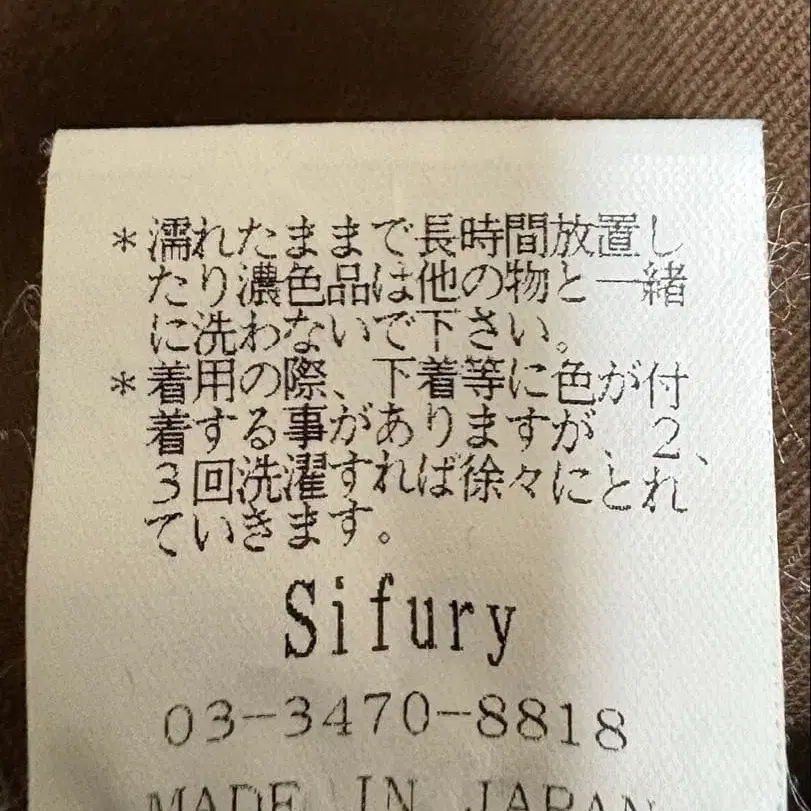 *濡れたままで長時間放置し
たり濃色品は他の物と一緒
に洗わないで下さい。
*着用の際、下着等に色が付
着する事がありますが、2、
3回洗濯すれば徐々にとれ
ていきます。
Sifury
03-3470-8818
MADE IN JAPAN